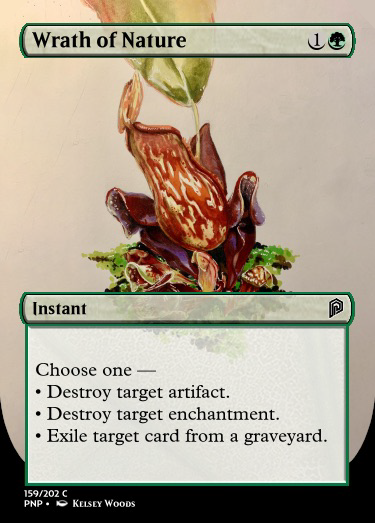 Wrath of Nature 1
Instant
Choose one —
• Destroy target artifact.
• Destroy target enchantment.
• Exile target card from a graveyard.
159/202 C
PNP • Kelsey Woods